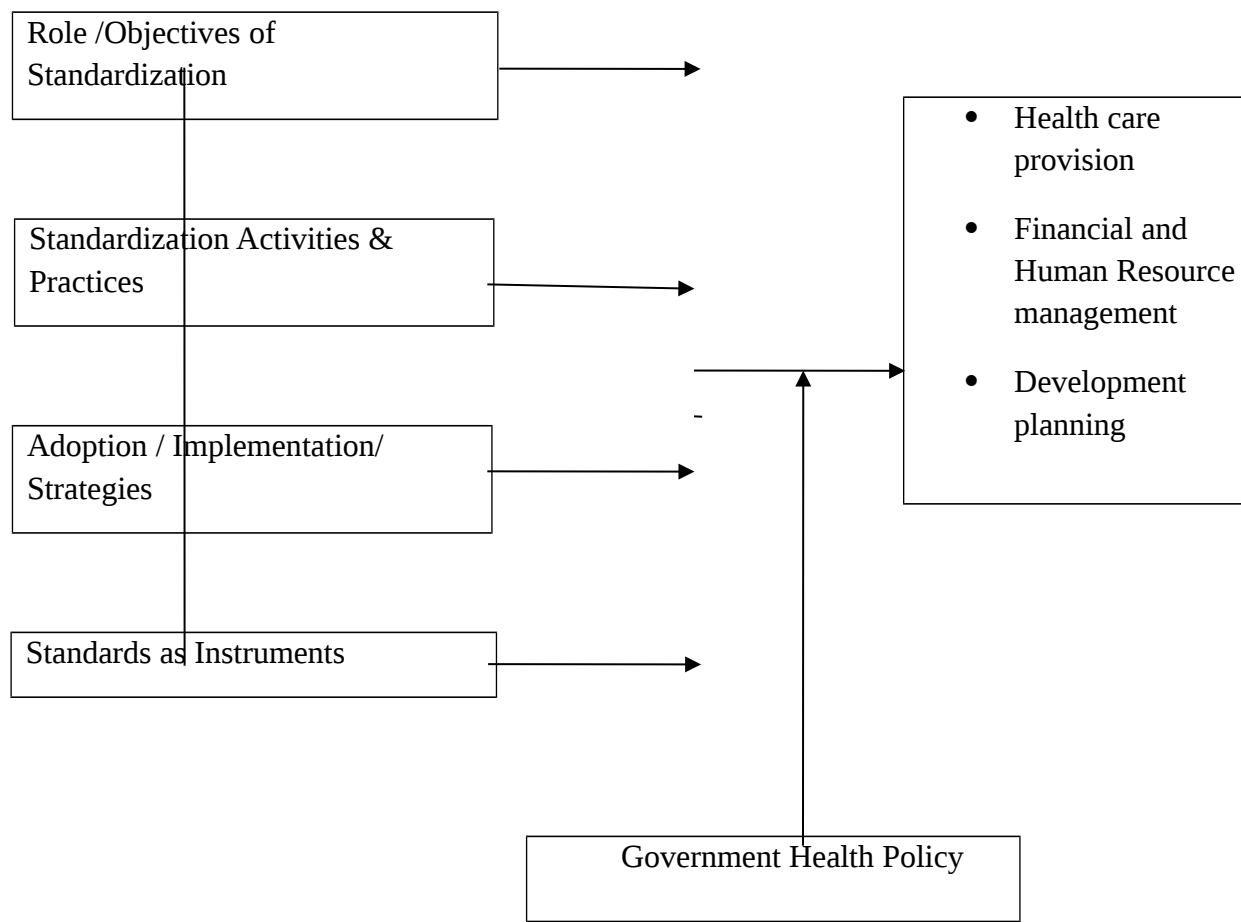 Role /Objectives of
Standardization
Standardization Activities &
Practices
Adoption / Implementation/
Strategies
Standards as Instruments
• Health care
provision
• Financial and
Human Resource
management
• Development
planning
Government Health Policy